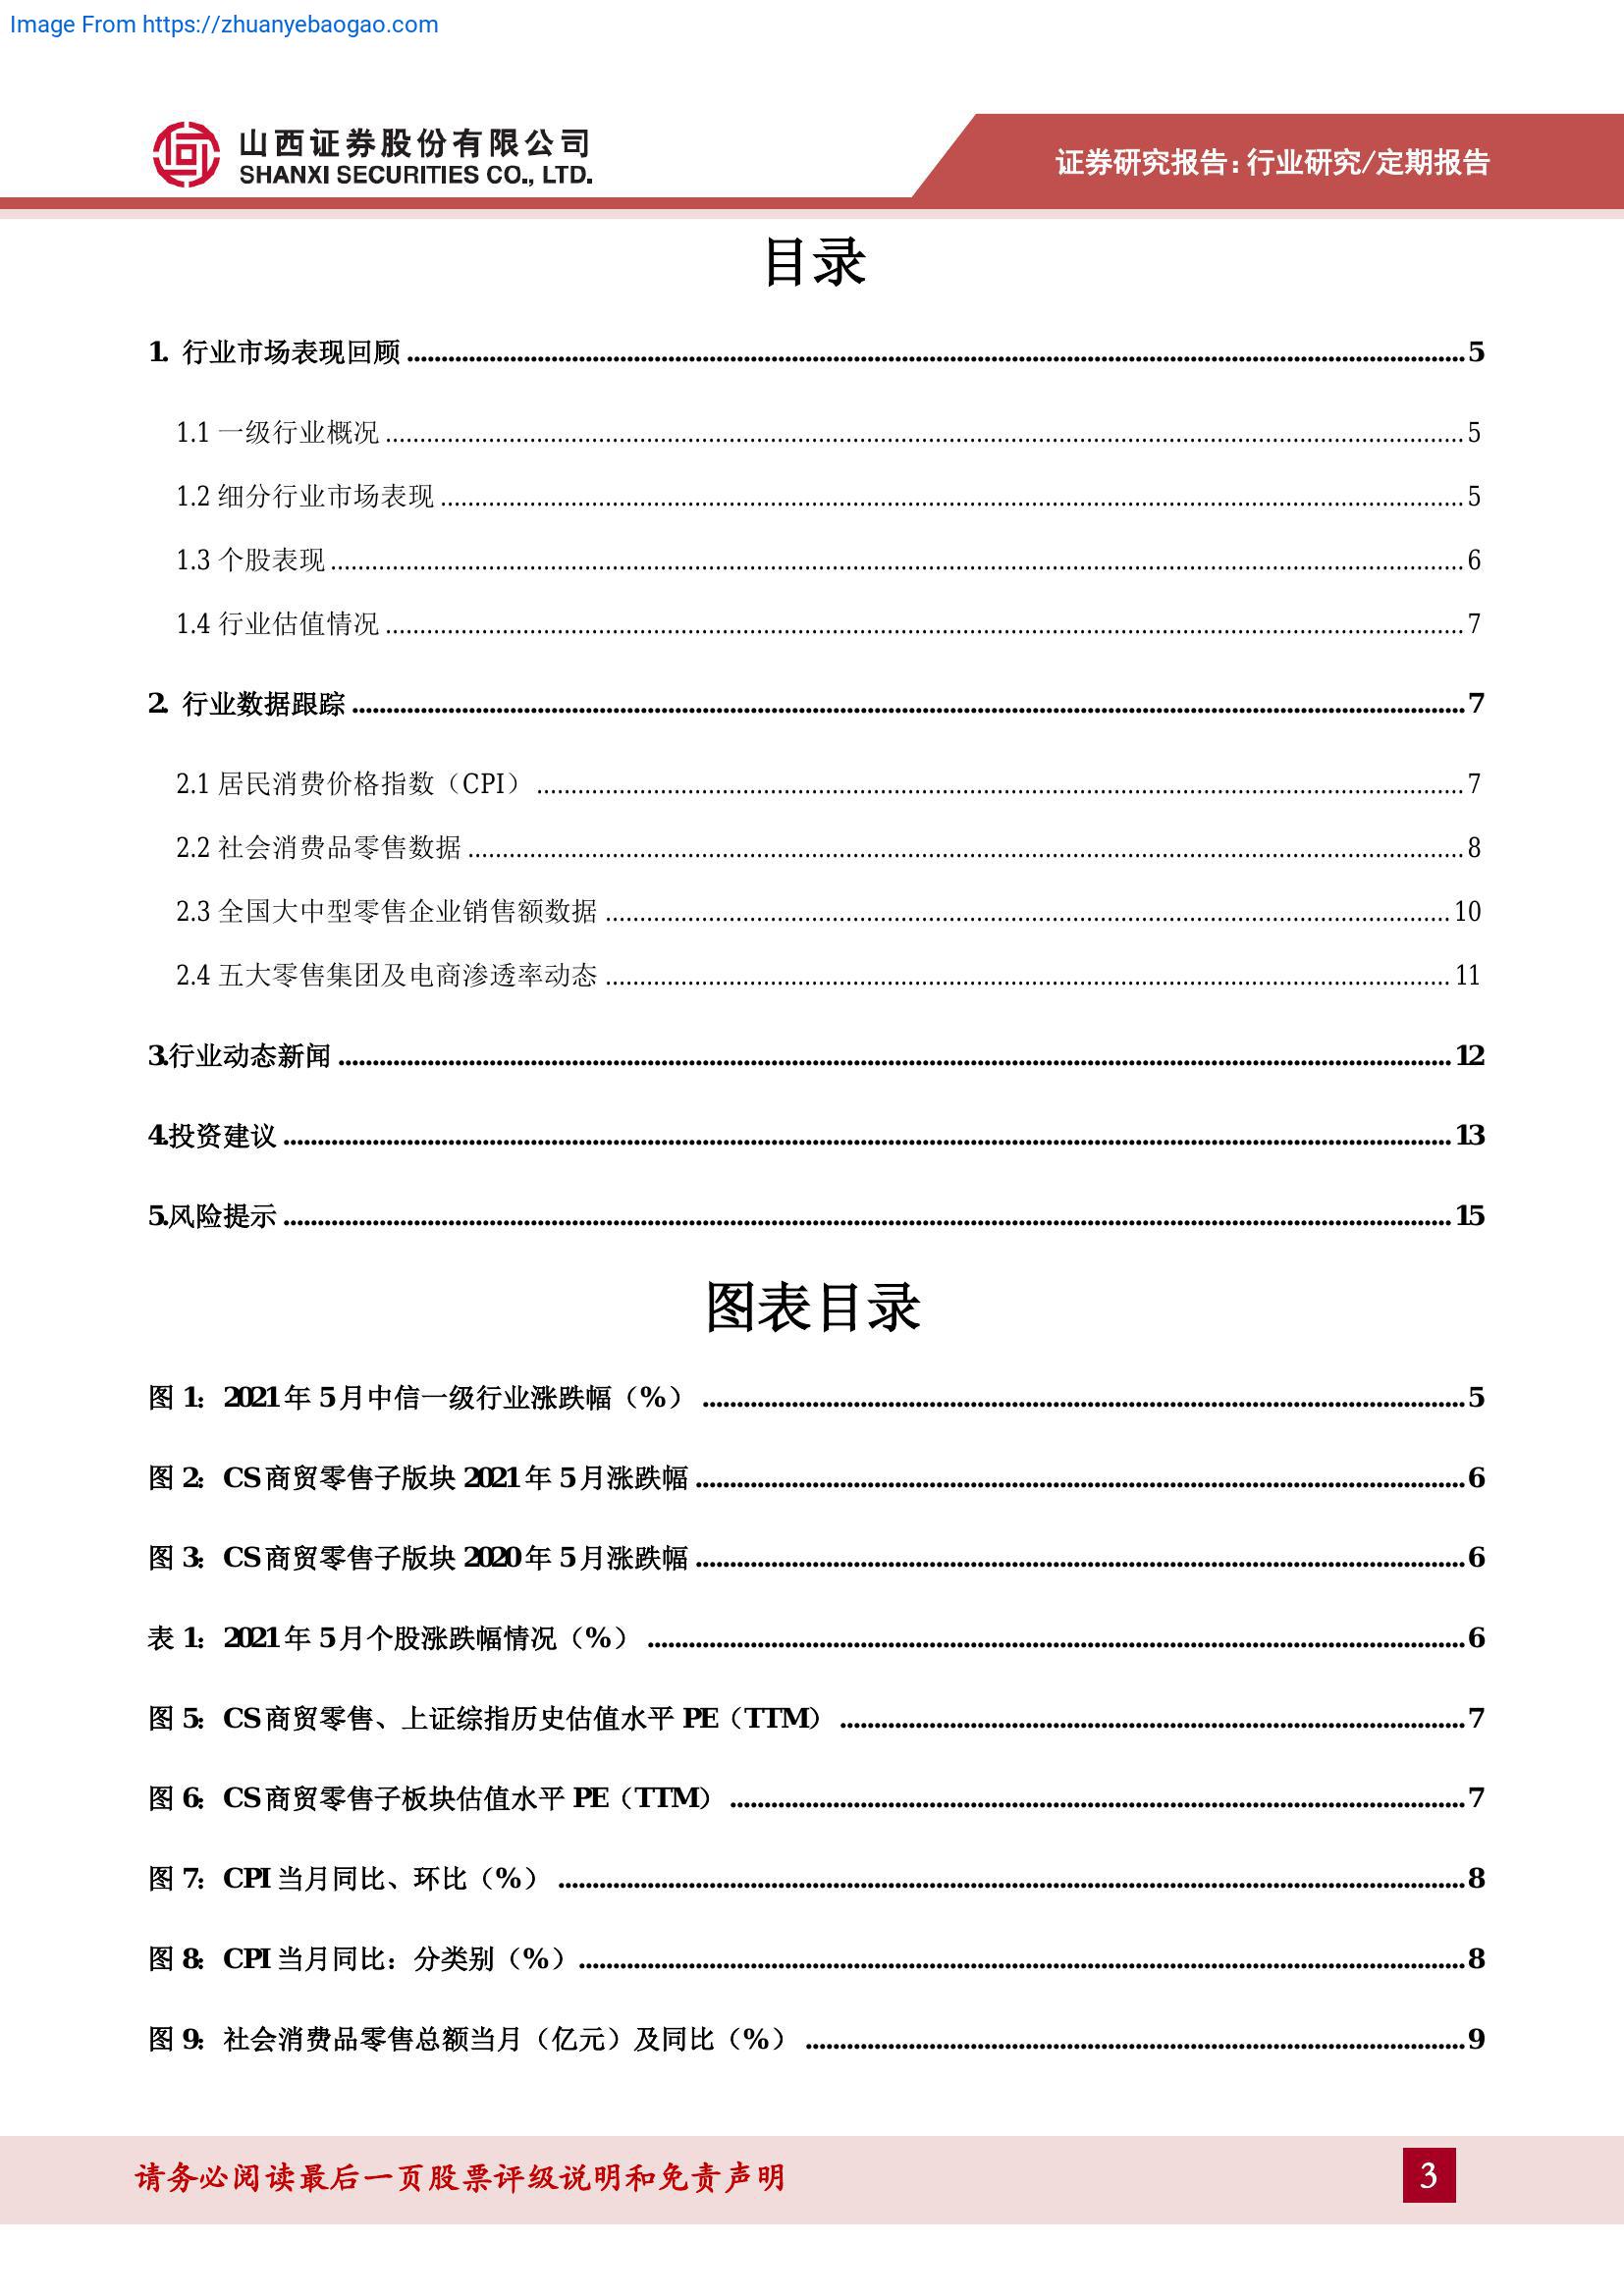 Image From https://zhuanyebaogao.com
山西证券股份有限公司
SHANXI SECURITIES CO., LTD.
证券研究报告:行业研究/定期报告
目录
1. 行业市场表现回顾 5
1.1 一级行业概况 5
1.2 细分行业市场表现 5
1.3 个股表现 6
1.4 行业估值情况 7
2. 行业数据跟踪 7
2.1 居民消费价格指数（CPI） 7
2.2 社会消费品零售数据 8
2.3 全国大中型零售企业销售额数据 10
2.4 五大零售集团及电商渗透率动态 11
3.行业动态新闻 12
4.投资建议 13
5.风险提示 15
图表目录
图 1: 2021 年 5 月中信一级行业涨跌幅（%） 5
图 2: CS 商贸零售子版块 2021 年 5 月涨跌幅 6
图 3: CS 商贸零售子版块 2020 年 5 月涨跌幅 6
表 1: 2021 年 5 月个股涨跌幅情况（%） 6
图 5: CS 商贸零售、上证综指历史估值水平 PE（TTM） 7
图 6: CS 商贸零售子板块估值水平 PE（TTM） 7
图 7: CPI 当月同比、环比（%） 8
图 8: CPI 当月同比：分类别（%） 8
图 9: 社会消费品零售总额当月（亿元）及同比（%） 9
请务必阅读最后一页股票评级说明和免责声明
3